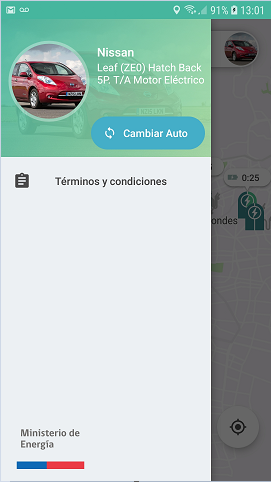 91% 13:01
Nissan
Leaf (ZE0) Hatch Back
5P. T/A Motor Eléctrico
Cambiar Auto
Términos y condiciones
0:25
ondes
Ministerio de
Energía